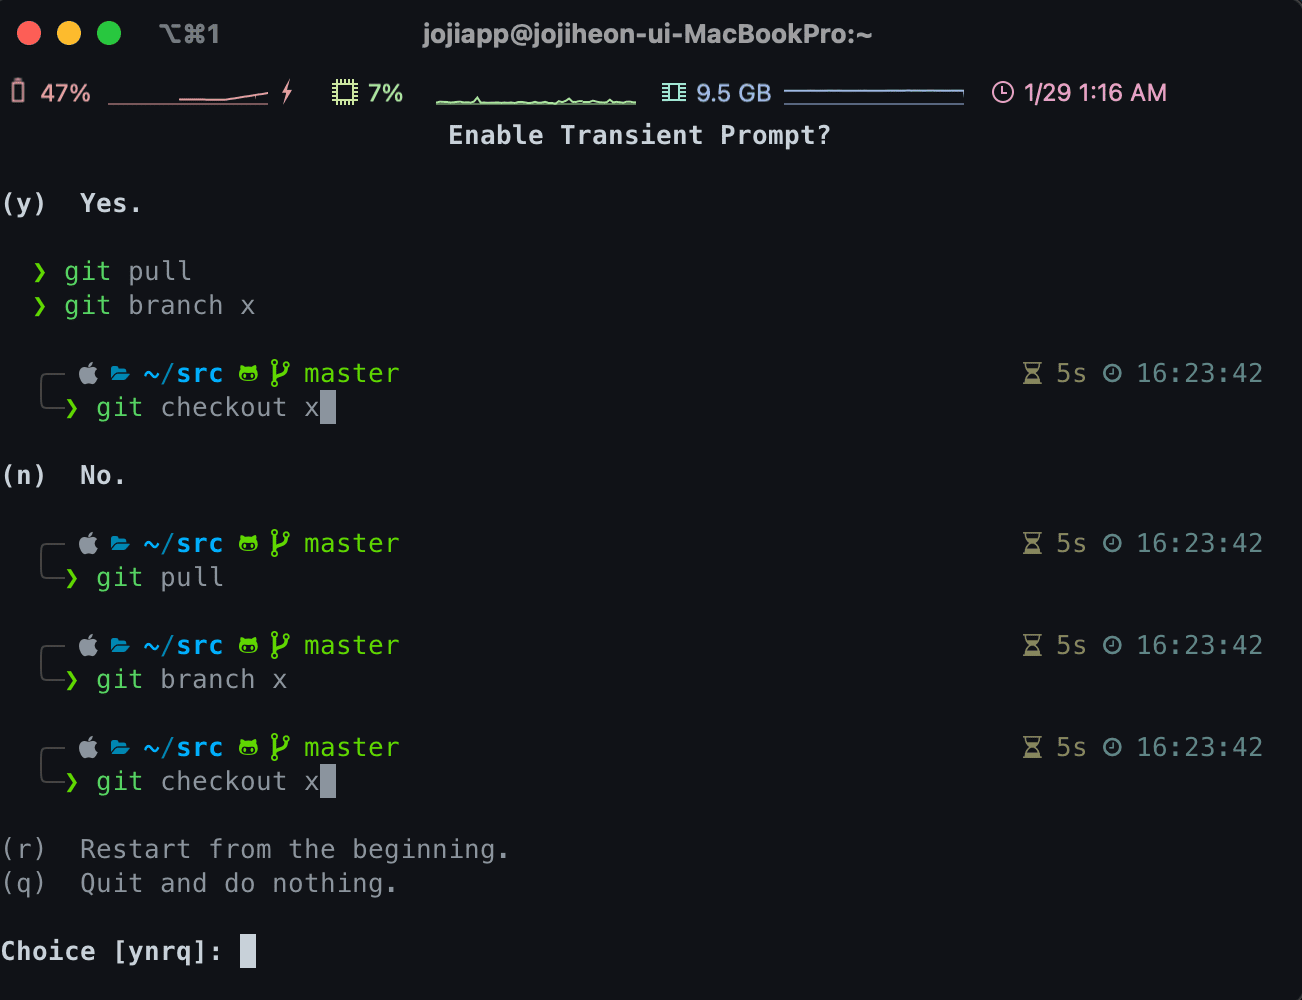 ⌥⌘1 jojiapp@jojiheon-ui-MacBookPro:~
47% 7% 9.5 GB 1/29 1:16 AM
Enable Transient Prompt?
(y) Yes.
❯ git pull
❯ git branch x
~/src master 5s 16:23:42
❯ git checkout x
(n) No.
~/src master 5s 16:23:42
❯ git pull
~/src master 5s 16:23:42
❯ git branch x
~/src master 5s 16:23:42
❯ git checkout x
(r) Restart from the beginning.
(q) Quit and do nothing.
Choice [ynrq]: